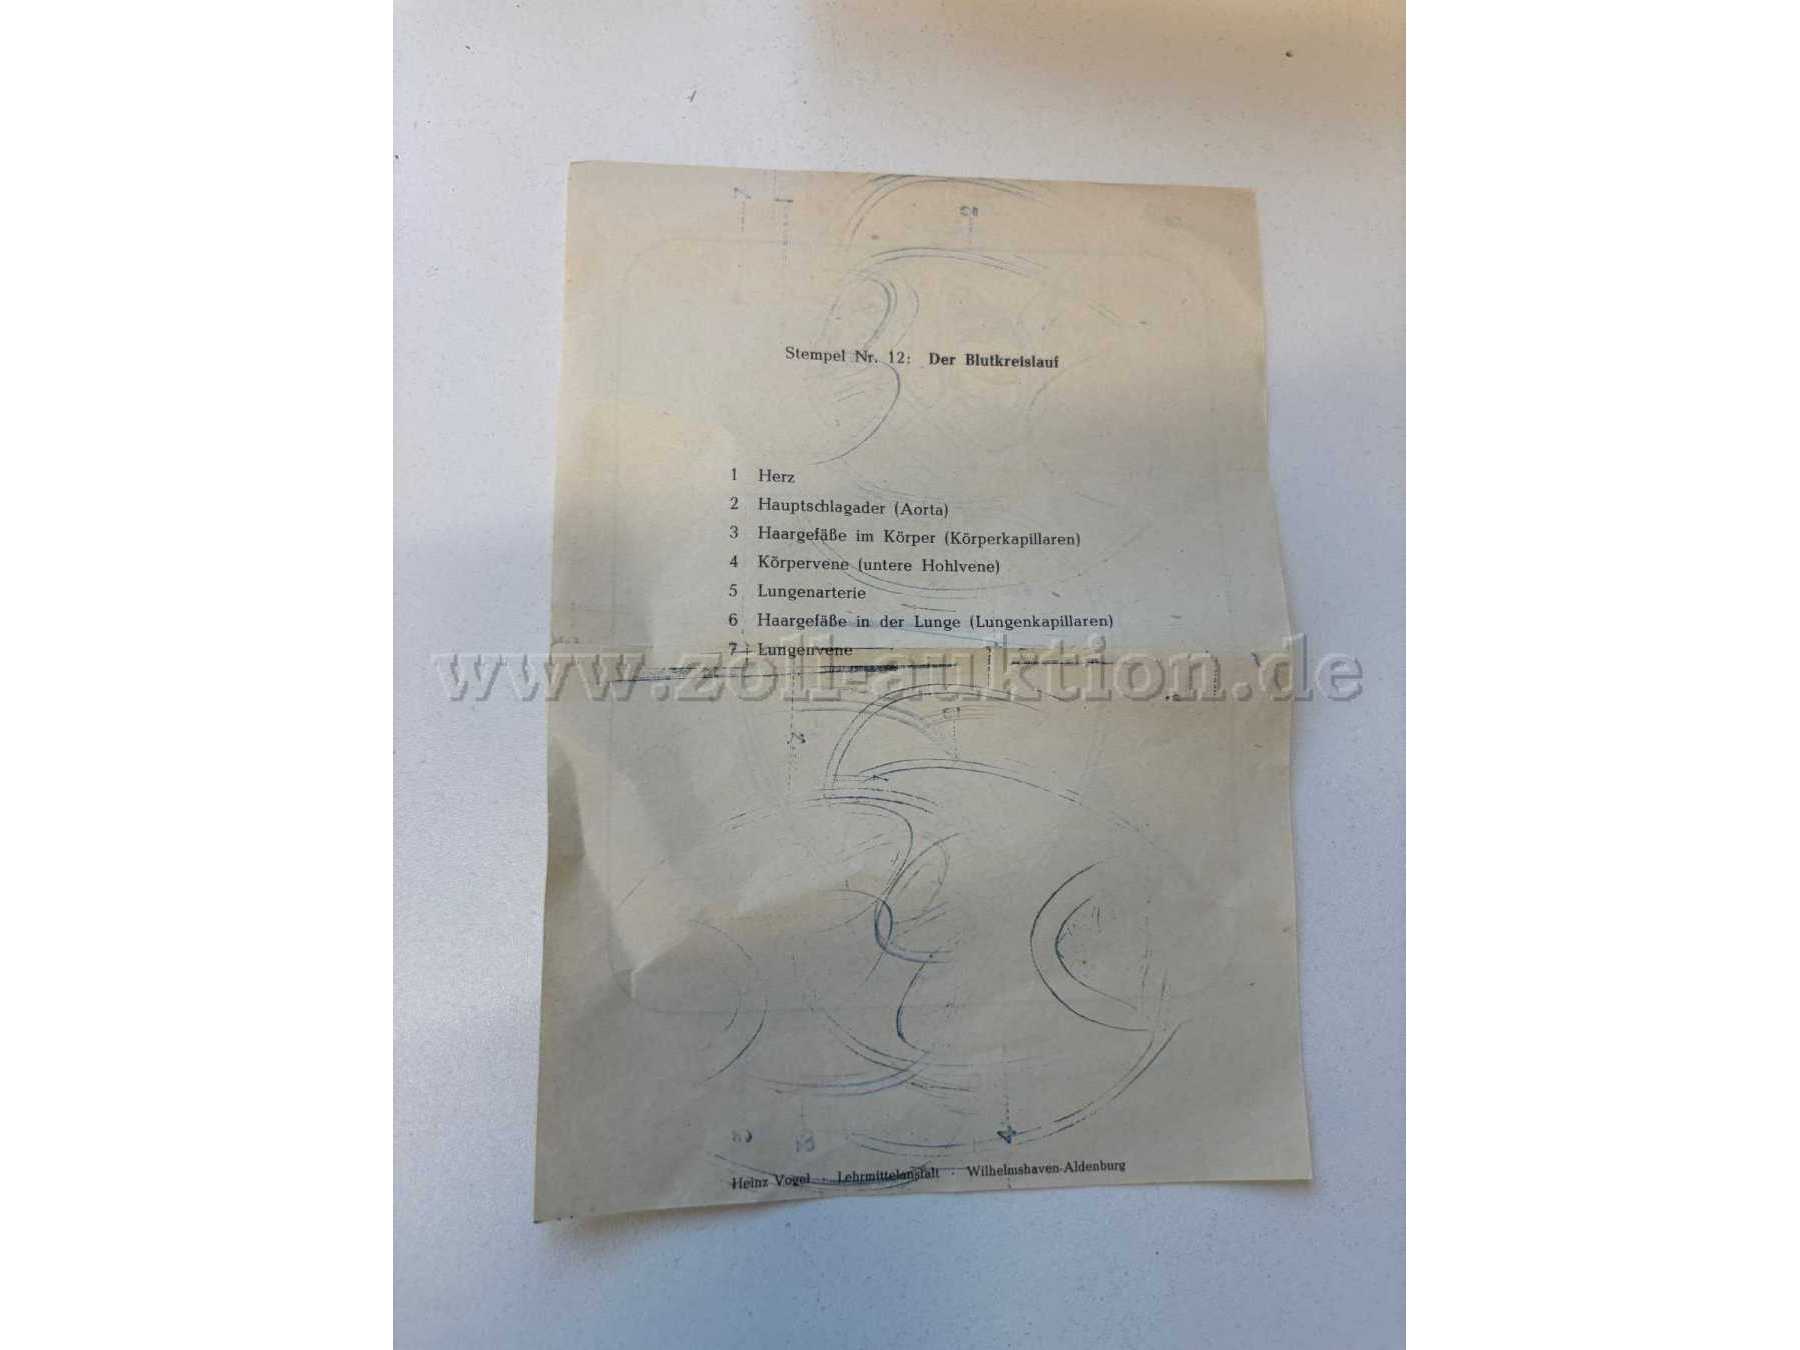 Stempel Nr. 12: Der Blutkreislauf
1 Herz
2 Hauptschlagader (Aorta)
3 Haargefäße im Körper (Körperkapillaren)
4 Körpervene (untere Hohlvene)
5 Lungenarterie
6 Haargefäße in der Lunge (Lungenkapillaren)
7 Lungenvene
www.zoll-auktion.de
2
4
Heinz Vogel · Lehrmittelanstalt · Wilhelmshaven-Aldenburg